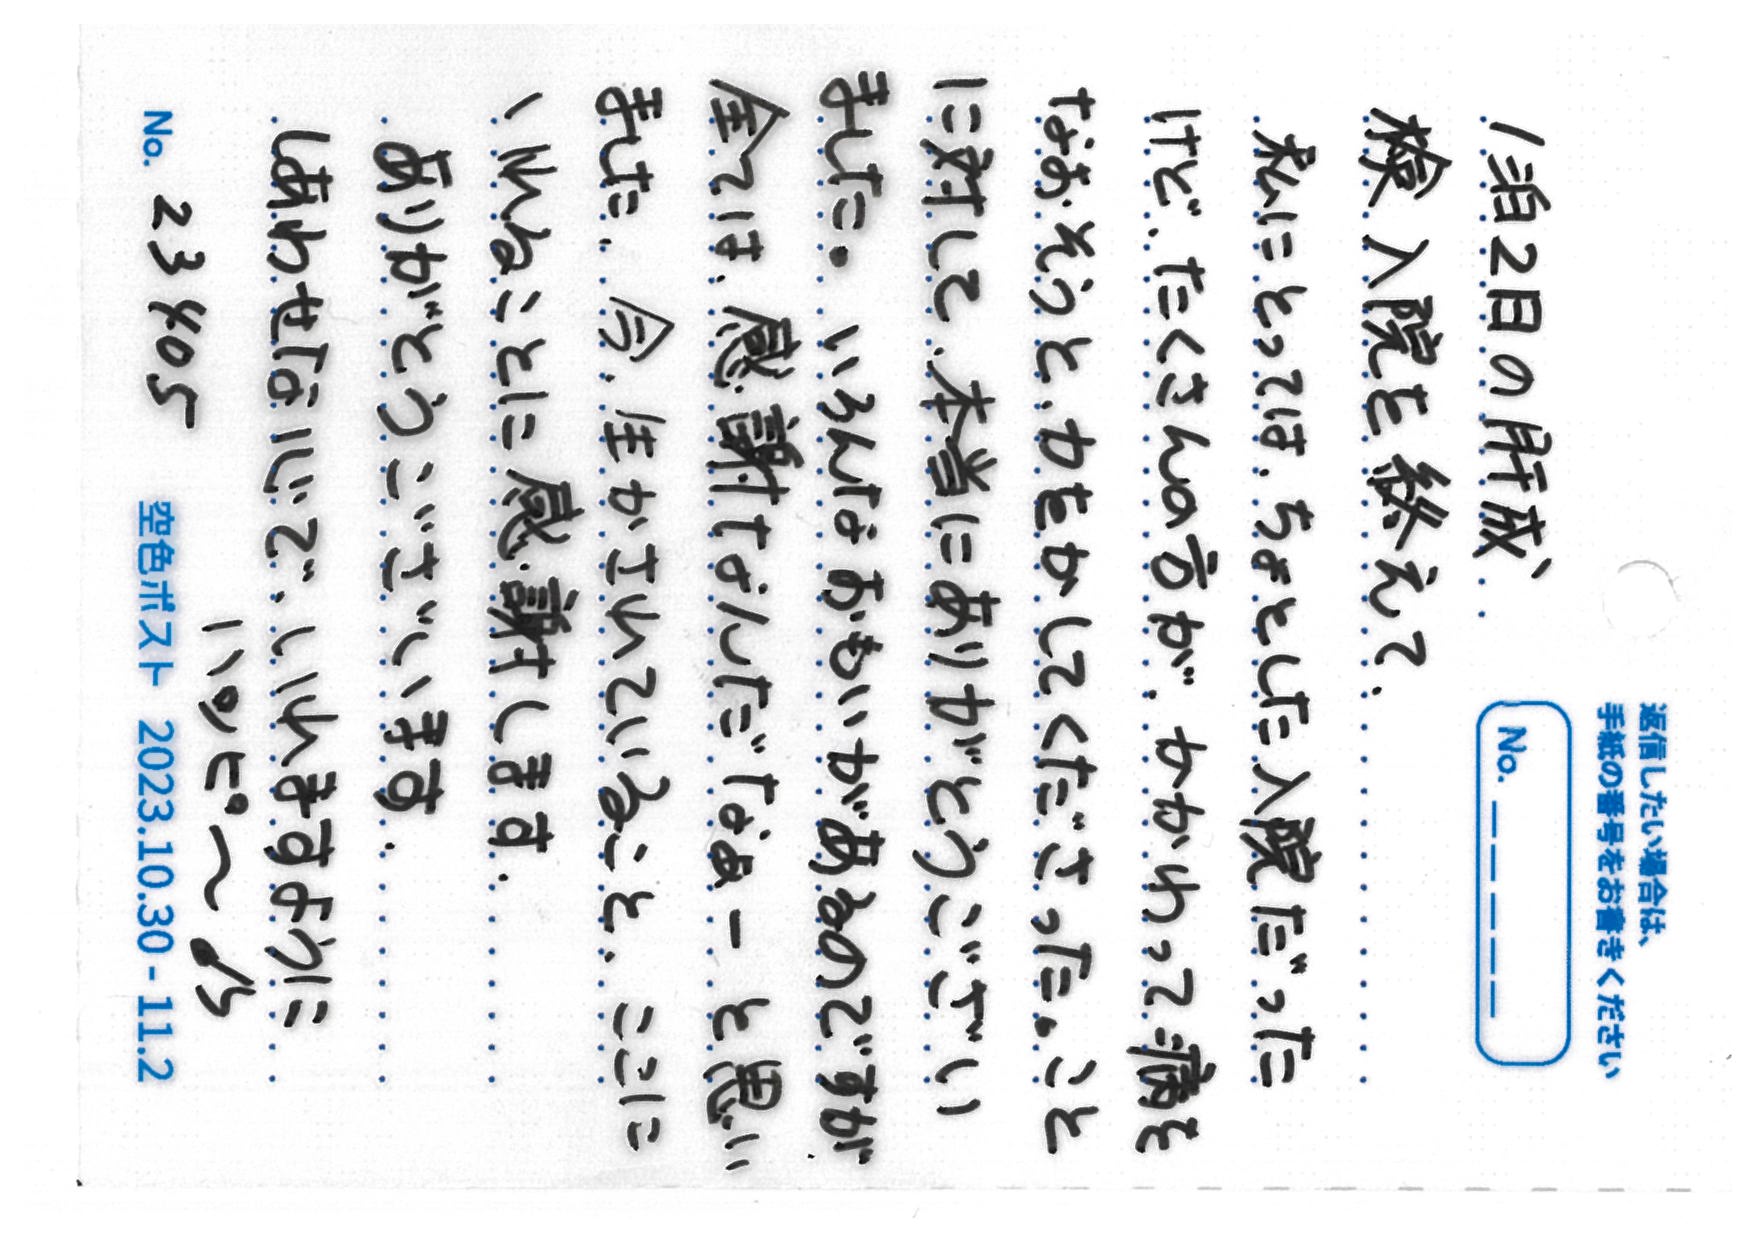 返信したい場合は、
手紙の番号をお書きください
No. _ _ _ _ _
1泊2日の肝成
検入院を終えて、
私にとっては、ちょとした入院だった
けど、たくさんの方が、かかわって病を
なおそうと、力をかしてくださった。こと
に対して、本当にありがとうござい
ました。いろんなおもいがあるのですが、
全ては、感謝なんだなぁーと思い
ました。今、生かされていること、ここに
いれることに感謝します。
ありがとうございます。
しあわせな心で、いれますように
ハッピ〜♫
No. 23405
空色ポスト 2023.10.30 - 11.2